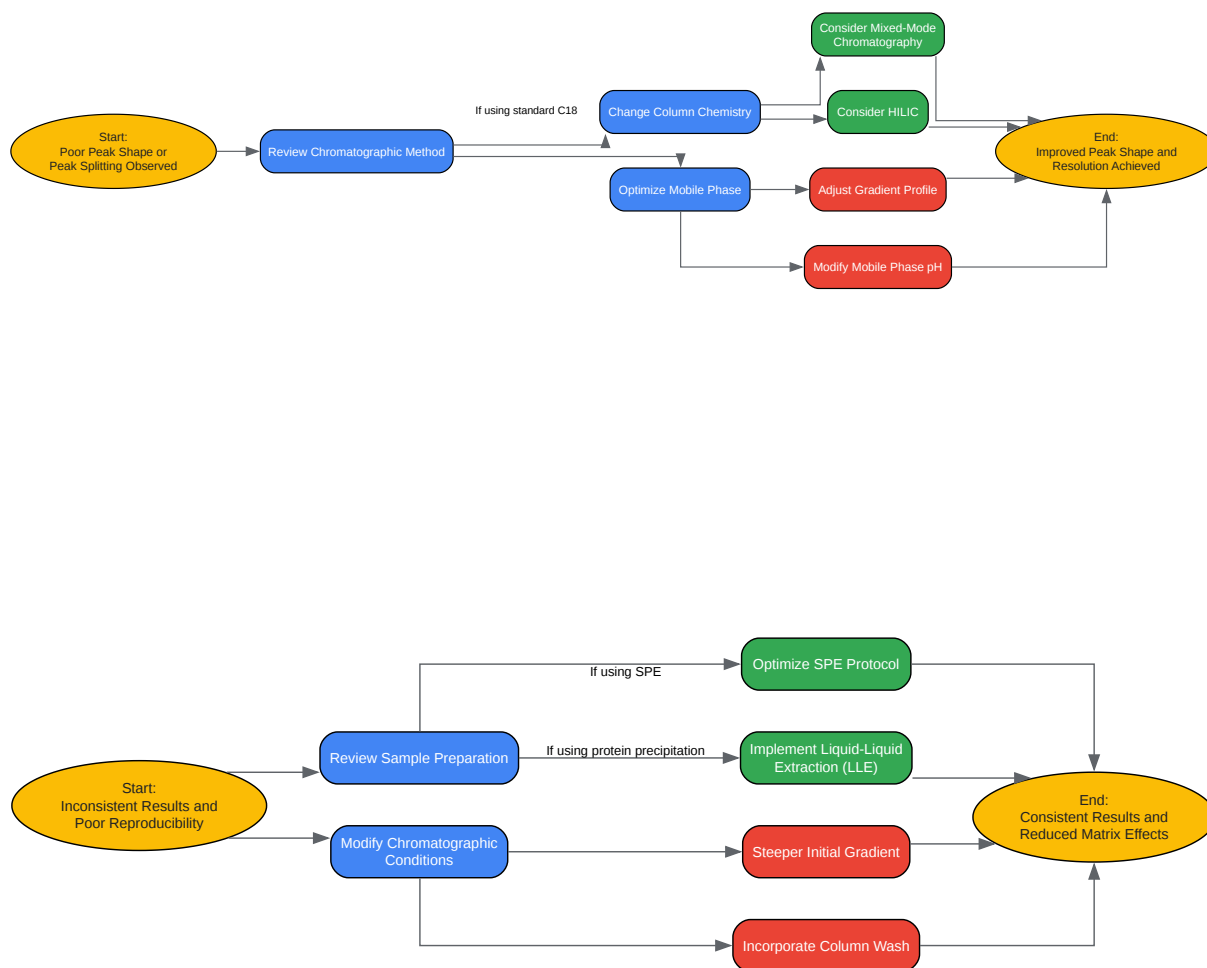 Consider Mixed-Mode
Chromatography
If using standard C18
Change Column Chemistry
Consider HILIC
Start:
Poor Peak Shape or
Peak Splitting Observed
Review Chromatographic Method
End:
Improved Peak Shape and
Resolution Achieved
Optimize Mobile Phase
Adjust Gradient Profile
Modify Mobile Phase pH
Optimize SPE Protocol
If using SPE
Review Sample Preparation
If using protein precipitation
Implement Liquid-Liquid
Extraction (LLE)
Start:
Inconsistent Results and
Poor Reproducibility
End:
Consistent Results and
Reduced Matrix Effects
Modify Chromatographic
Conditions
Steeper Initial Gradient
Incorporate Column Wash